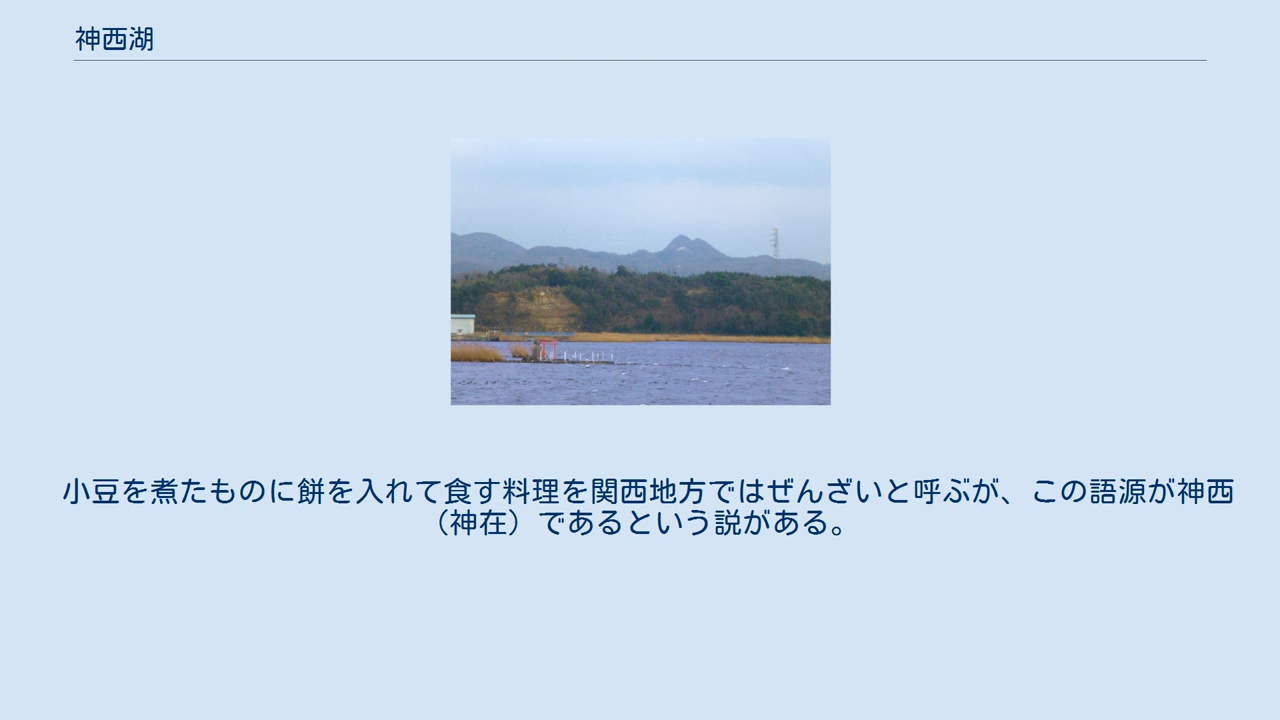 神西湖
小豆を煮たものに餅を入れて食す料理を関西地方ではぜんざいと呼ぶが、この語源が神西
（神在）であるという説がある。